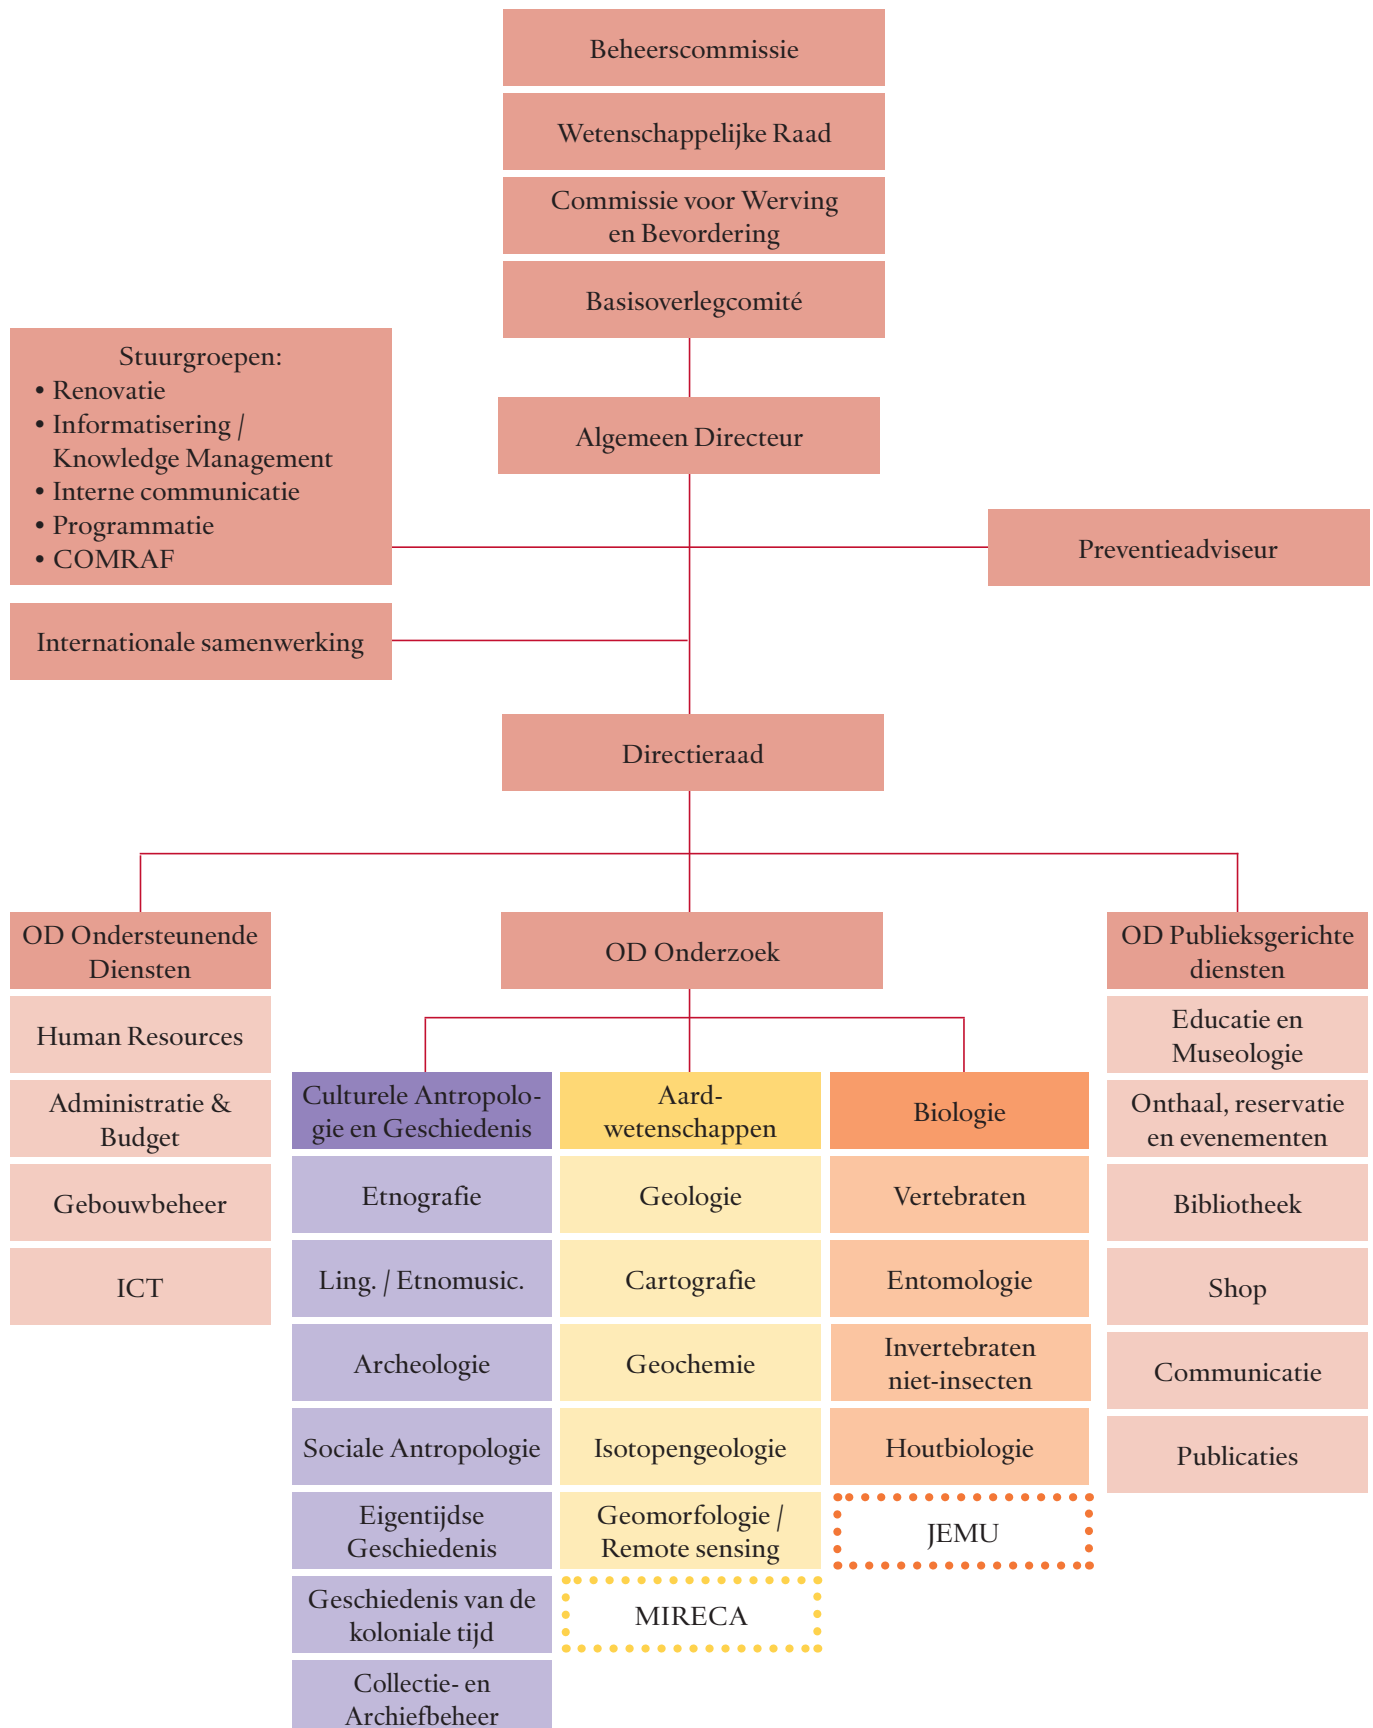 Beheerscommissie
Wetenschappelijke Raad
Commissie voor Werving
en Bevordering
Basisoverlegcomité
Stuurgroepen:
• Renovatie
• Informatisering /
Knowledge Management
• Interne communicatie
• Programmatie
• COMRAF
Algemeen Directeur
Preventieadviseur
Internationale samenwerking
Directieraad
OD Ondersteunende
Diensten
Human Resources
Administratie &
Budget
Gebouwbeheer
ICT
OD Onderzoek
Culturele Antropolo-
gie en Geschiedenis
Etnografie
Ling. / Etnomusic.
Archeologie
Sociale Antropologie
Eigentijdse
Geschiedenis
Geschiedenis van de
koloniale tijd
Collectie- en
Archiefbeheer
Aard-
wetenschappen
Geologie
Cartografie
Geochemie
Isotopengeologie
Geomorfologie /
Remote sensing
MIRECA
Biologie
Vertebraten
Entomologie
Invertebraten
niet-insecten
Houtbiologie
JEMU
OD Publieksgerichte
diensten
Educatie en
Museologie
Onthaal, reservatie
en evenementen
Bibliotheek
Shop
Communicatie
Publicaties